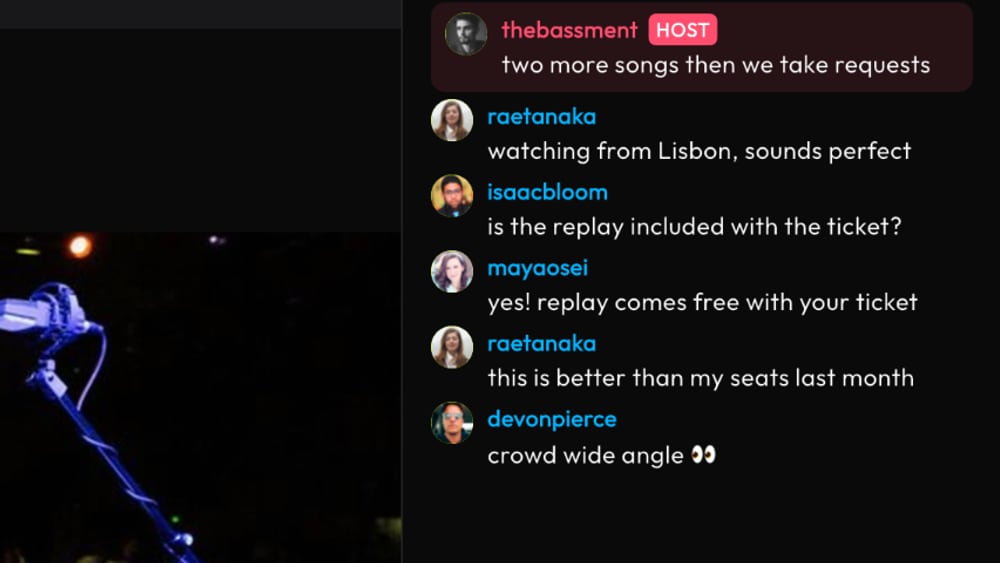 thebassment HOST
two more songs then we take requests
raetanaka
watching from Lisbon, sounds perfect
isaacbloom
is the replay included with the ticket?
mayaosei
yes! replay comes free with your ticket
raetanaka
this is better than my seats last month
devonpierce
crowd wide angle 👀